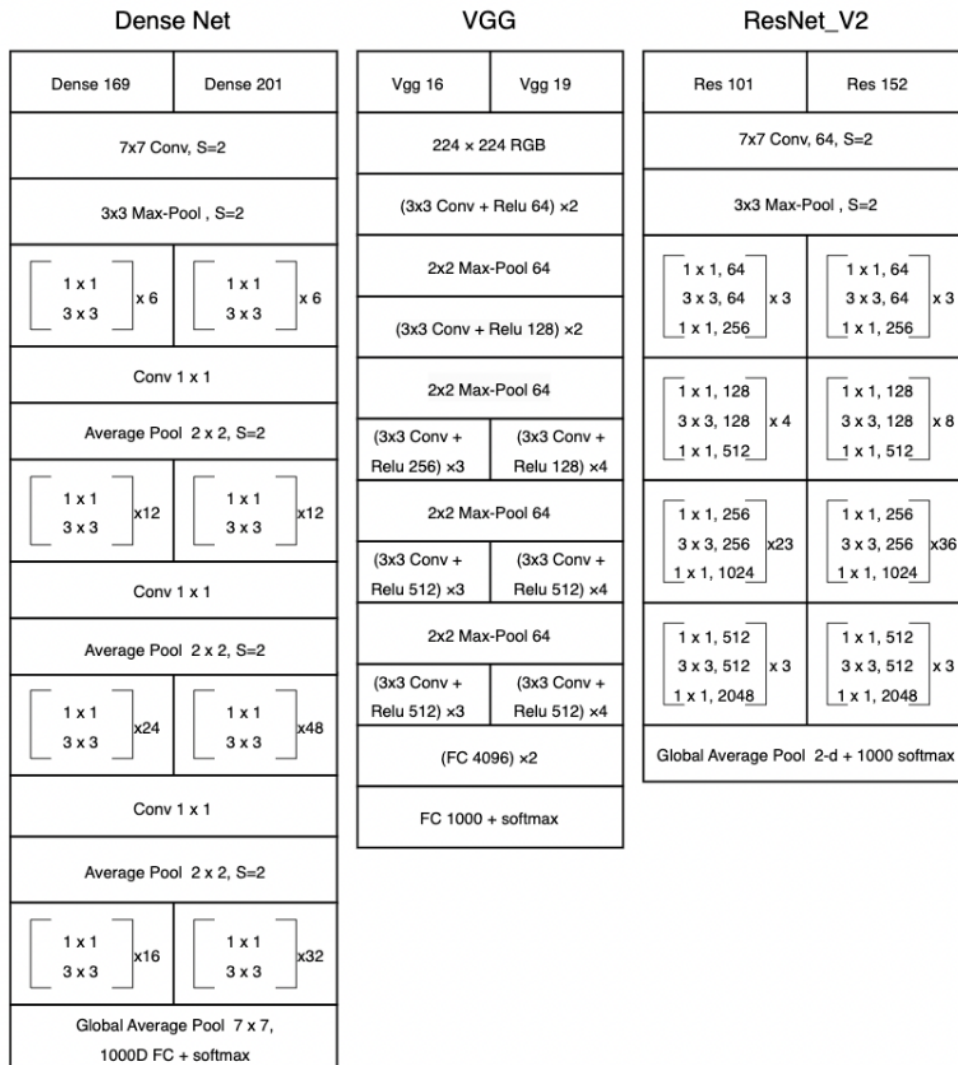 Dense Net
Dense 169
Dense 201
7x7 Conv, S=2
3x3 Max-Pool , S=2
1 x 1
3 x 3
x 6
1 x 1
3 x 3
x 6
Conv 1 x 1
Average Pool 2 x 2, S=2
1 x 1
3 x 3
x12
1 x 1
3 x 3
x12
Conv 1 x 1
Average Pool 2 x 2, S=2
1 x 1
3 x 3
x24
1 x 1
3 x 3
x48
Conv 1 x 1
Average Pool 2 x 2, S=2
1 x 1
3 x 3
x16
1 x 1
3 x 3
x32
Global Average Pool 7 x 7,
1000D FC + softmax
VGG
Vgg 16
Vgg 19
224 × 224 RGB
(3x3 Conv + Relu 64) ×2
2x2 Max-Pool 64
(3x3 Conv + Relu 128) ×2
2x2 Max-Pool 64
(3x3 Conv +
Relu 256) ×3
(3x3 Conv +
Relu 128) ×4
2x2 Max-Pool 64
(3x3 Conv +
Relu 512) ×3
(3x3 Conv +
Relu 512) ×4
2x2 Max-Pool 64
(3x3 Conv +
Relu 512) ×3
(3x3 Conv +
Relu 512) ×4
(FC 4096) ×2
FC 1000 + softmax
ResNet_V2
Res 101
Res 152
7x7 Conv, 64, S=2
3x3 Max-Pool , S=2
1 x 1, 64
3 x 3, 64
1 x 1, 256
x 3
1 x 1, 64
3 x 3, 64
1 x 1, 256
x 3
1 x 1, 128
3 x 3, 128
1 x 1, 512
x 4
1 x 1, 128
3 x 3, 128
1 x 1, 512
x 8
1 x 1, 256
3 x 3, 256
1 x 1, 1024
x23
1 x 1, 256
3 x 3, 256
1 x 1, 1024
x36
1 x 1, 512
3 x 3, 512
1 x 1, 2048
x 3
1 x 1, 512
3 x 3, 512
1 x 1, 2048
x 3
Global Average Pool 2-d + 1000 softmax